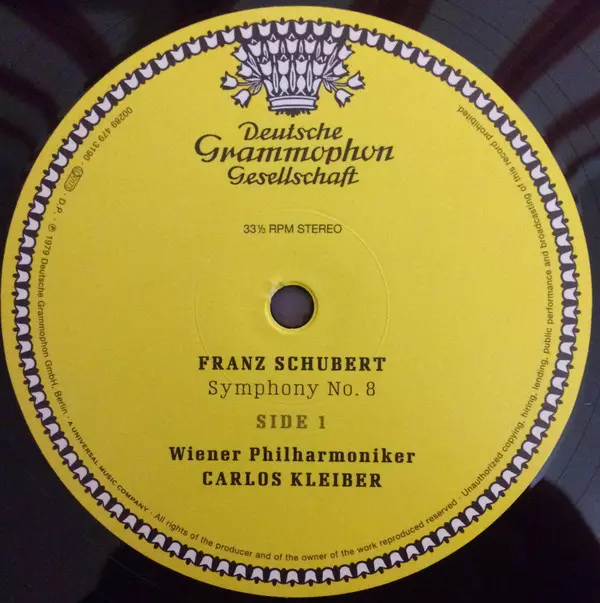 Deutsche
Grammophon
Gesellschaft
33⅓ RPM STEREO
FRANZ SCHUBERT
Symphony No. 8
SIDE 1
Wiener Philharmoniker
CARLOS KLEIBER
00289 479 3190 · D.P. · ℗ 1979 Deutsche Grammophon GmbH, Berlin · A UNIVERSAL MUSIC COMPANY · All rights of the producer and of the owner of the work reproduced reserved · Unauthorized copying, hiring, lending, public performance and broadcasting of this record prohibited.